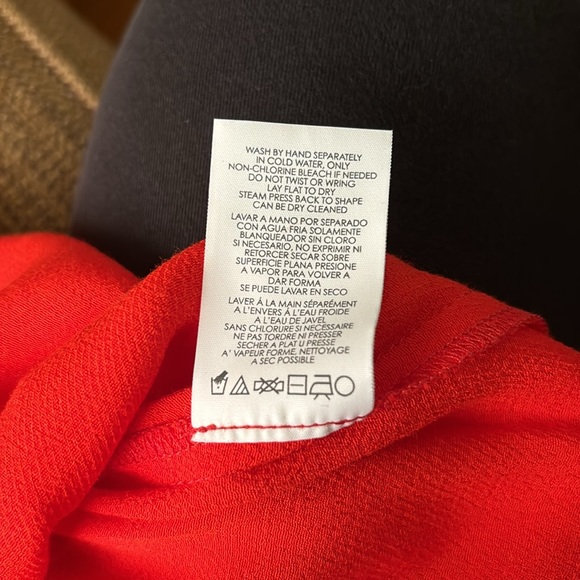 WASH BY HAND SEPARATELY
IN COLD WATER, ONLY
NON-CHLORINE BLEACH IF NEEDED
DO NOT TWIST OR WRING
LAY FLAT TO DRY
STEAM PRESS BACK TO SHAPE
CAN BE DRY CLEANED
LAVAR A MANO POR SEPARADO
CON AGUA FRIA SOLAMENTE
BLANQUEADOR SIN CLORO
SI NECESARIO, NO EXPRIMIR NI
RETORCER SECAR SOBRE
SUPERFICIE PLANA PRESIONE
A VAPOR PARA VOLVER A
DAR FORMA
SE PUEDE LAVAR EN SECO
LAVER Á LA MAIN SÉPARÉMENT
A L'ENVERS Á L'EAU FROIDE
A L'EAU DE JAVEL
SANS CHLORURE SI NECESSAIRE
NE PAS TORDRE NI PRESSER
SECHER A PLAT U PRESSE
A' VAPEUR FORME, NETTOYAGE
A SEC POSSIBLE